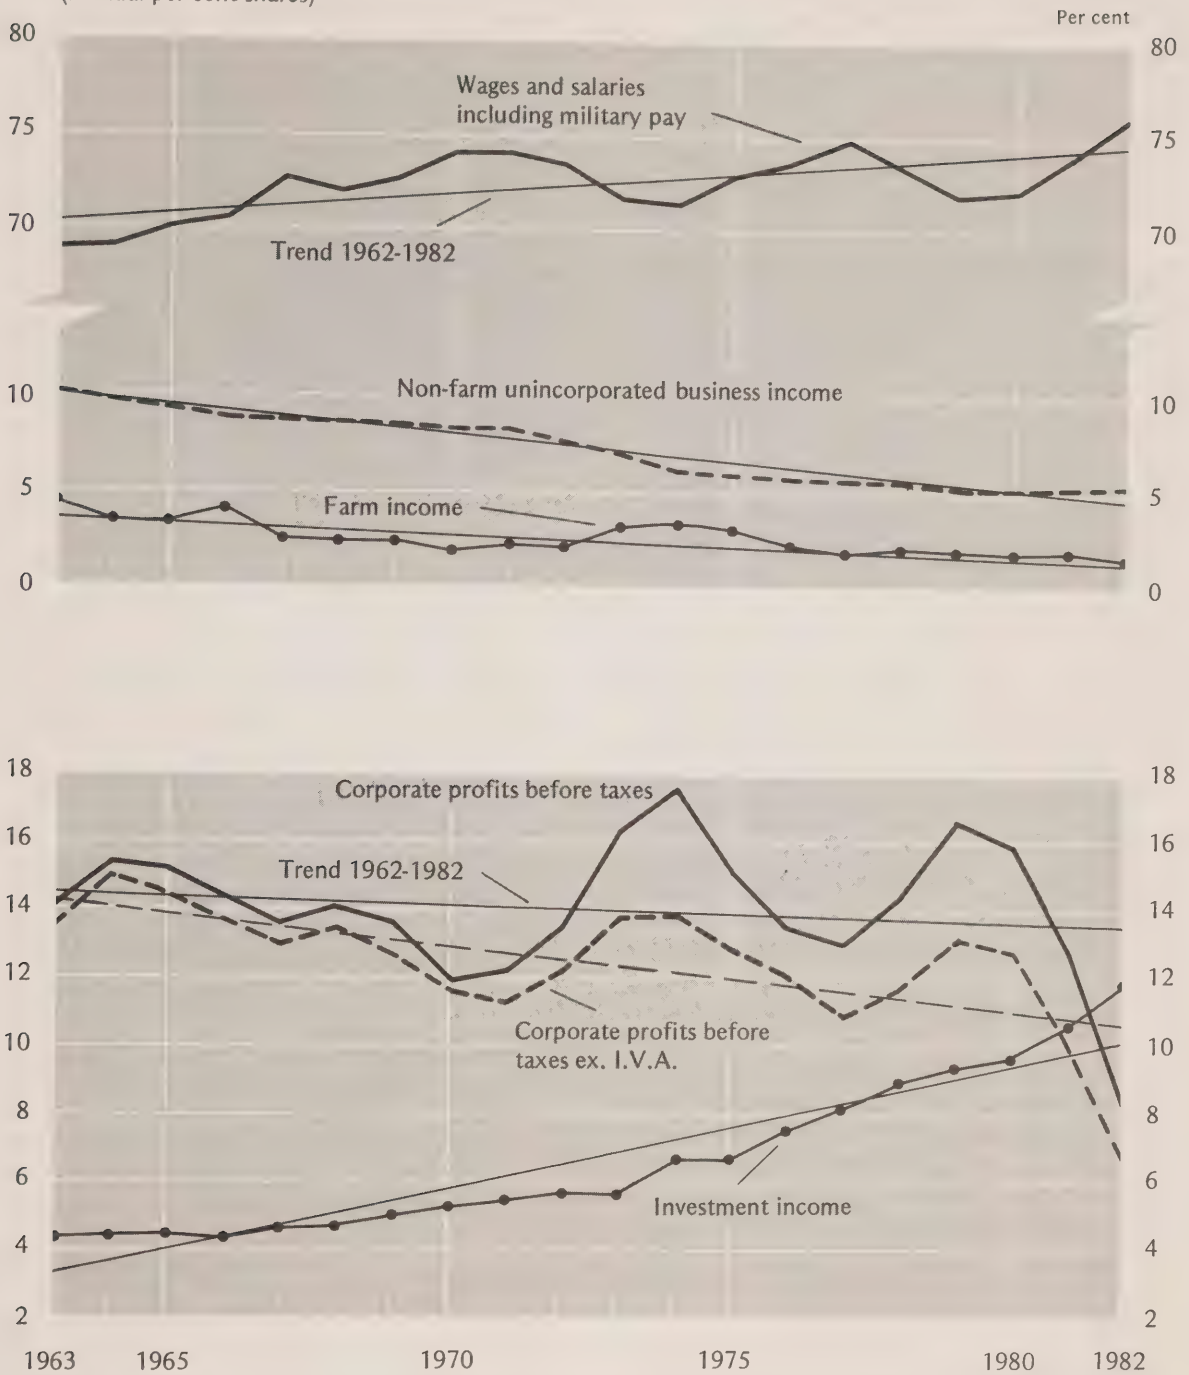 per cent shares)
Per cent
80
80
Wages and salaries
including military pay
75
75
70
70
Trend 1962-1982
10
10
Non-farm unincorporated business income
5
5
Farm income
0
0
18
18
Corporate profits before taxes
16
16
Trend 1962-1982
14
14
12
12
Corporate profits before
taxes ex. I.V.A.
10
10
8
8
6
6
Investment income
4
4
2
2
1963 1965 1970 1975 1980 1982